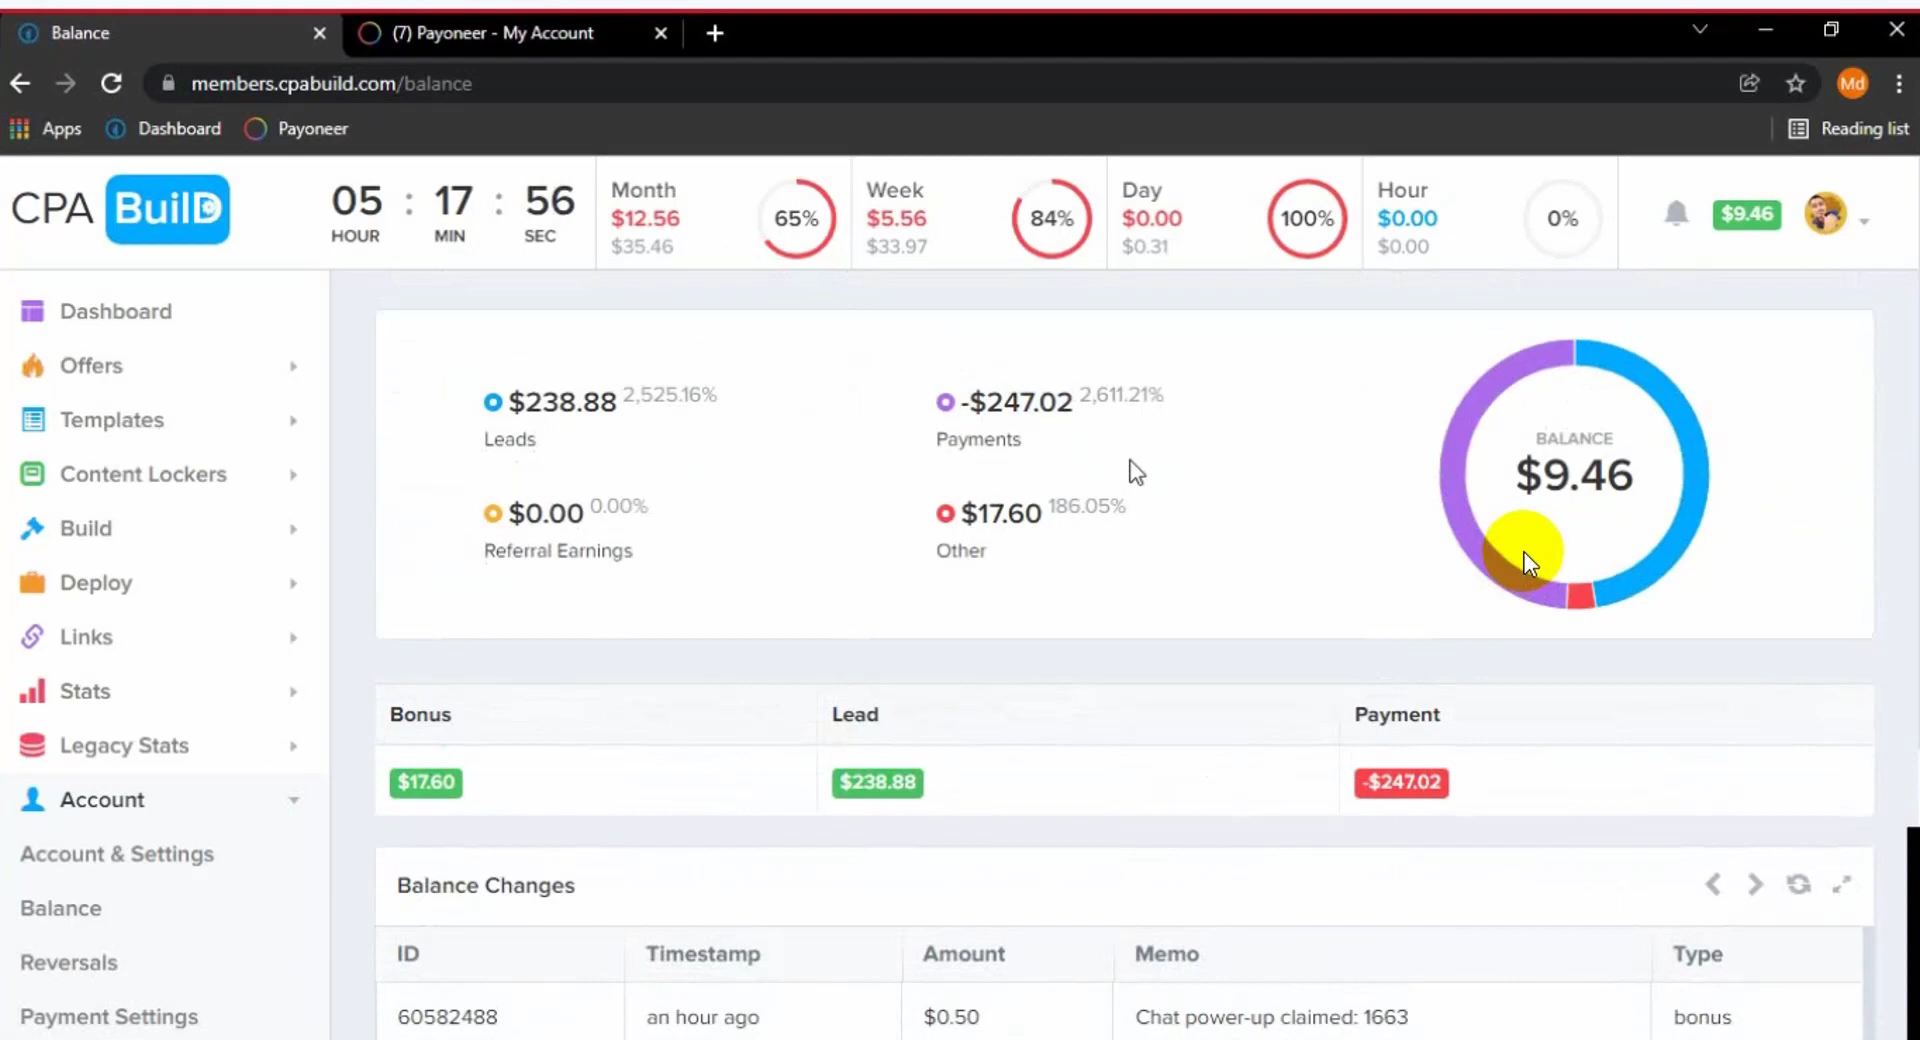 Balance
(7) Payoneer - My Account
members.cpabuild.com/balance
Md
Apps
Dashboard
Payoneer
Reading list
CPA BuilD
05 : 17 : 56
HOUR MIN SEC
Month
$12.56
$35.46
65%
Week
$5.56
$33.97
84%
Day
$0.00
$0.31
100%
Hour
$0.00
$0.00
0%
$9.46
Dashboard
Offers
Templates
Content Lockers
Build
Deploy
Links
Stats
Legacy Stats
Account
Account & Settings
Balance
Reversals
Payment Settings
$238.88 2,525.16%
Leads
-$247.02 2,611.21%
Payments
$0.00 0.00%
Referral Earnings
$17.60 186.05%
Other
BALANCE
$9.46
Bonus Lead Payment
$17.60 $238.88 -$247.02
Balance Changes
ID Timestamp Amount Memo Type
60582488 an hour ago $0.50 Chat power-up claimed: 1663 bonus